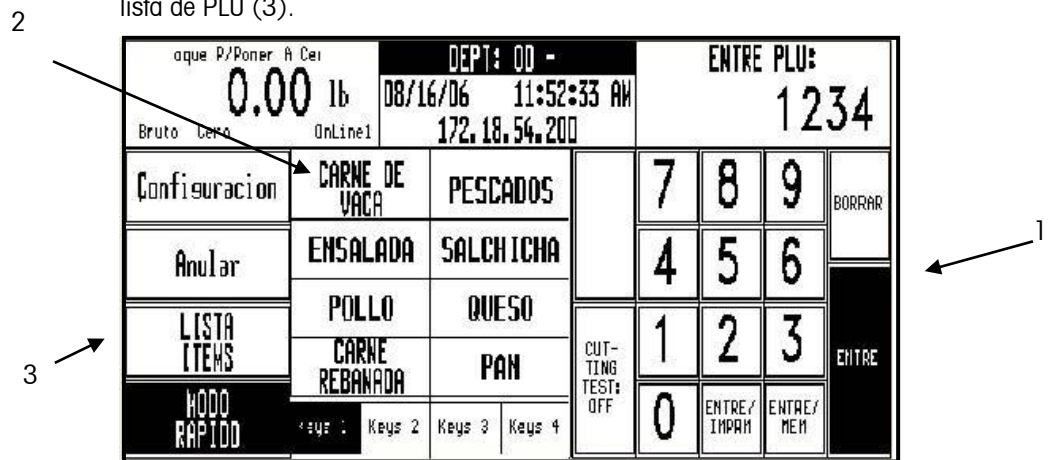 lista de PLU (3).
2
aque P/Poner A Cer
0.00 lb
Bruto Cero OnLine1
DEPT: 00 -
08/16/06 11:52:33 AM
172.18.54.200
ENTRE PLU:
1234
Configuracion
CARNE DE
VACA
PESCADOS
7
8
9
BORRAR
1
Anular
ENSALADA
SALCHICHA
4
5
6
POLLO
QUESO
LISTA
ITEMS
CARNE
REBANADA
PAN
CUT-
TING
TEST:
OFF
1
2
3
ENTRE
3
MODO
RAPIDO
Keys 1
Keys 2
Keys 3
Keys 4
0
ENTRE/
IMPRM
ENTRE/
MEM